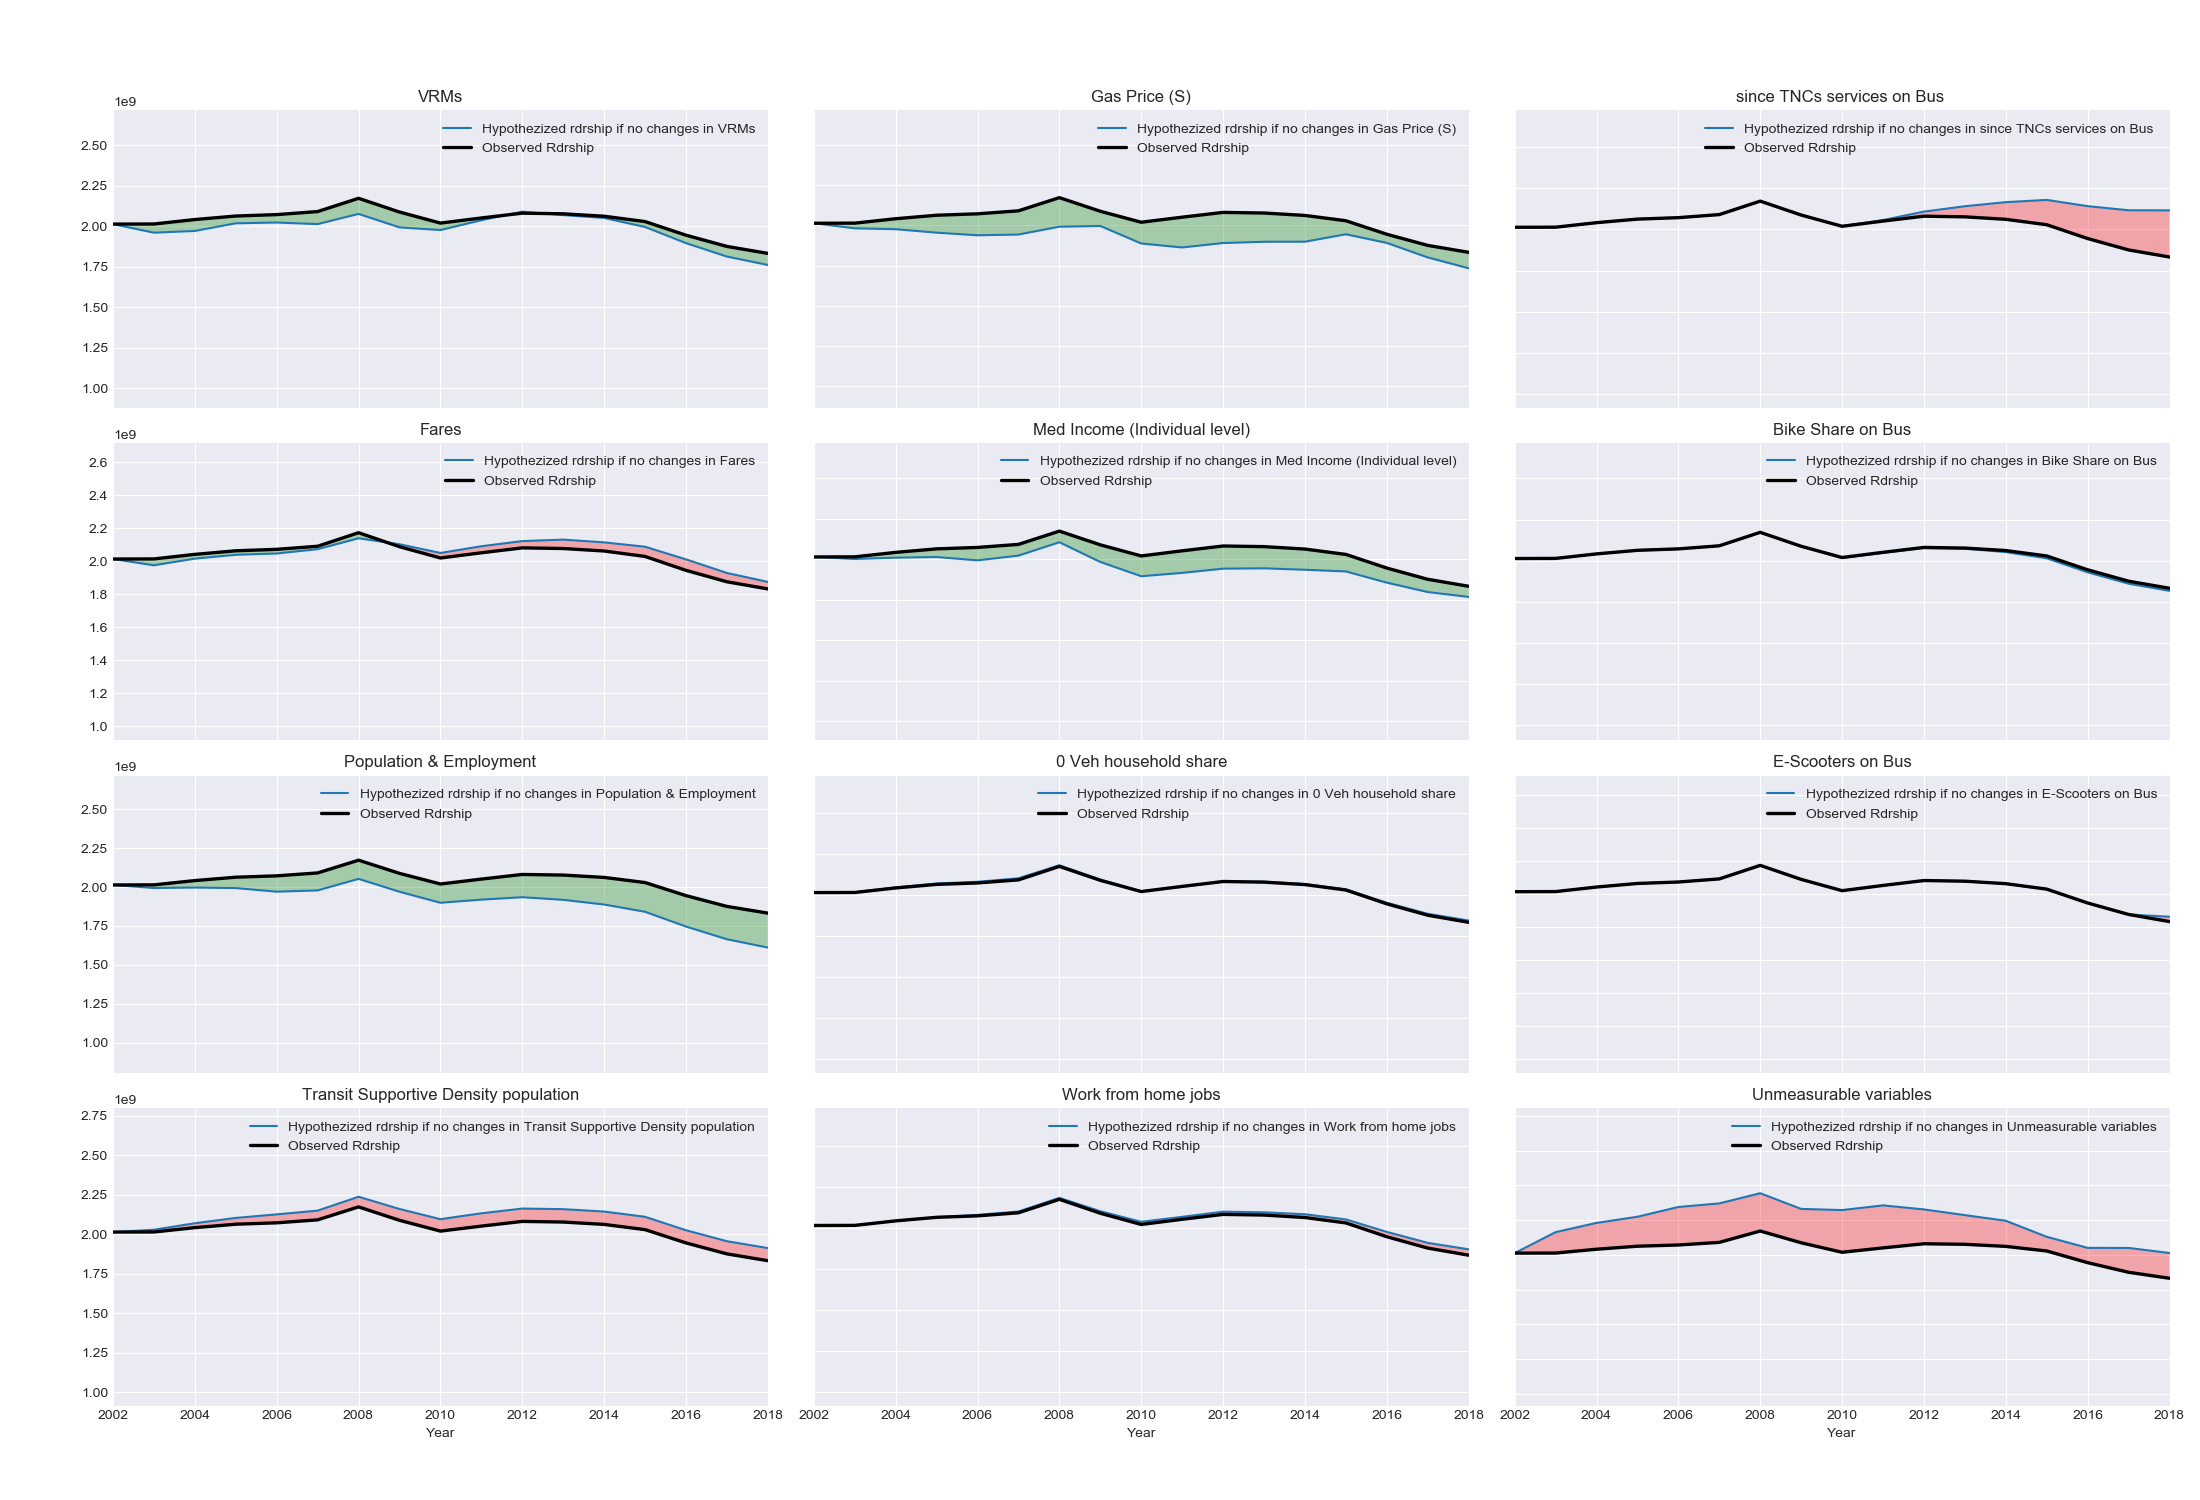 VRMs
1e9
Hypothezized rdrship if no changes in VRMs
Observed Rdrship
2.50
2.25
2.00
1.75
1.50
1.25
1.00
Gas Price (S)
Hypothezized rdrship if no changes in Gas Price (S)
Observed Rdrship
since TNCs services on Bus
Hypothezized rdrship if no changes in since TNCs services on Bus
Observed Rdrship
Fares
1e9
Hypothezized rdrship if no changes in Fares
Observed Rdrship
2.6
2.4
2.2
2.0
1.8
1.6
1.4
1.2
1.0
Med Income (Individual level)
Hypothezized rdrship if no changes in Med Income (Individual level)
Observed Rdrship
Bike Share on Bus
Hypothezized rdrship if no changes in Bike Share on Bus
Observed Rdrship
Population & Employment
1e9
Hypothezized rdrship if no changes in Population & Employment
Observed Rdrship
2.50
2.25
2.00
1.75
1.50
1.25
1.00
0 Veh household share
Hypothezized rdrship if no changes in 0 Veh household share
Observed Rdrship
E-Scooters on Bus
Hypothezized rdrship if no changes in E-Scooters on Bus
Observed Rdrship
Transit Supportive Density population
1e9
Hypothezized rdrship if no changes in Transit Supportive Density population
Observed Rdrship
2.75
2.50
2.25
2.00
1.75
1.50
1.25
1.00
2002 2004 2006 2008 2010 2012 2014 2016 2018
Year
Work from home jobs
Hypothezized rdrship if no changes in Work from home jobs
Observed Rdrship
2002 2004 2006 2008 2010 2012 2014 2016 2018
Year
Unmeasurable variables
Hypothezized rdrship if no changes in Unmeasurable variables
Observed Rdrship
2002 2004 2006 2008 2010 2012 2014 2016 2018
Year